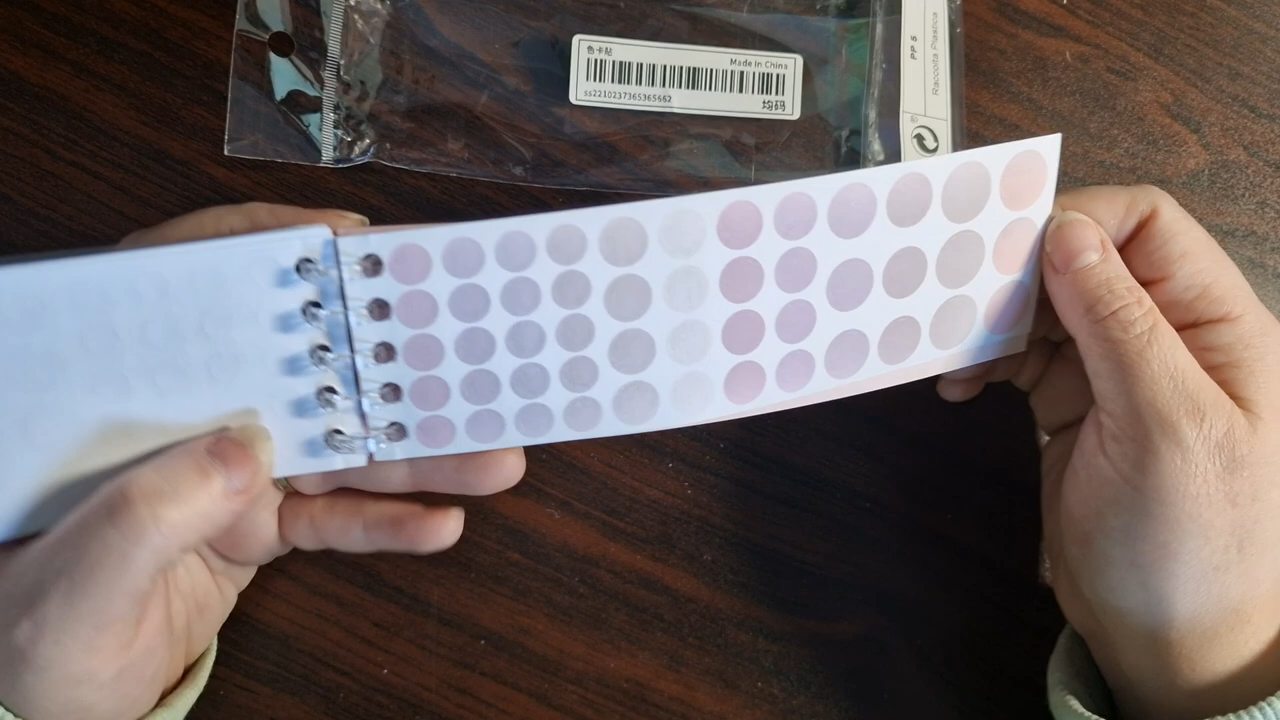 色卡贴
Made In China
ss2210237365365662
均码
PP 5
Raccolta Plastica